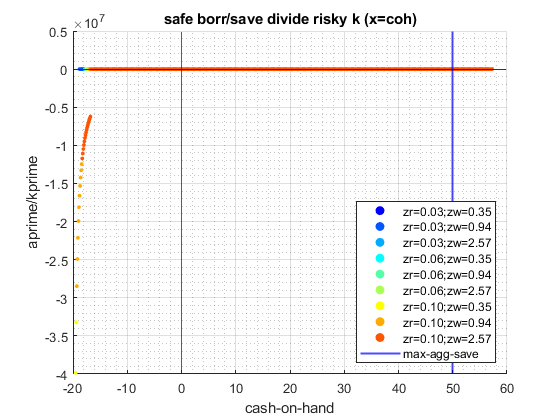 safe borr/save divide risky k (x=coh)
×10⁷
0.5
0
-0.5
-1
-1.5
-2
-2.5
-3
-3.5
-4
aprime/kprime
zr=0.03;zw=0.35
zr=0.03;zw=0.94
zr=0.03;zw=2.57
zr=0.06;zw=0.35
zr=0.06;zw=0.94
zr=0.06;zw=2.57
zr=0.10;zw=0.35
zr=0.10;zw=0.94
zr=0.10;zw=2.57
max-agg-save
-20 -10 0 10 20 30 40 50 60
cash-on-hand